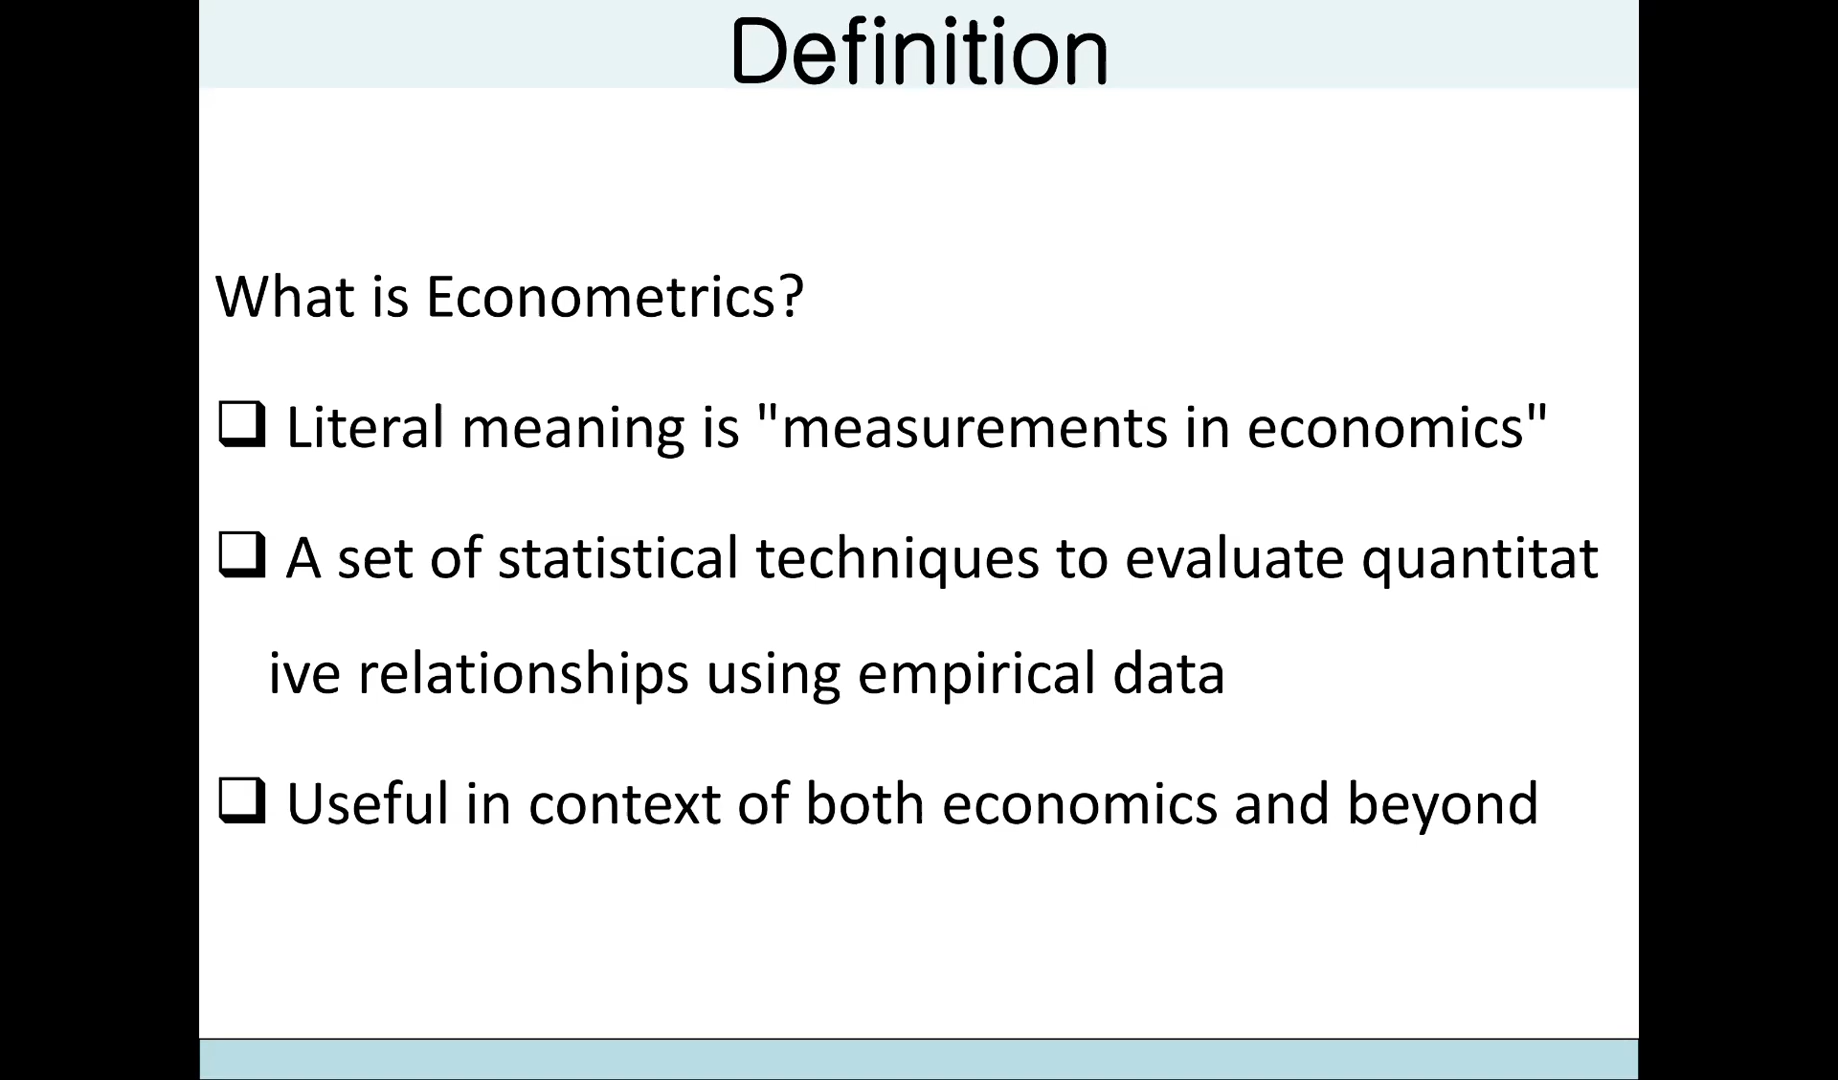 Definition
What is Econometrics?
❑ Literal meaning is "measurements in economics"
❑ A set of statistical techniques to evaluate quantitat
ive relationships using empirical data
❑ Useful in context of both economics and beyond